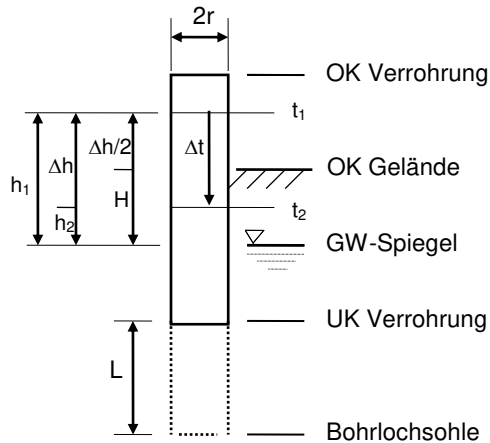 2r
OK Verrohrung
t1
Δh/2
Δh
Δt
h1
OK Gelände
H
h2
t2
GW-Spiegel
UK Verrohrung
L
Bohrlochsohle